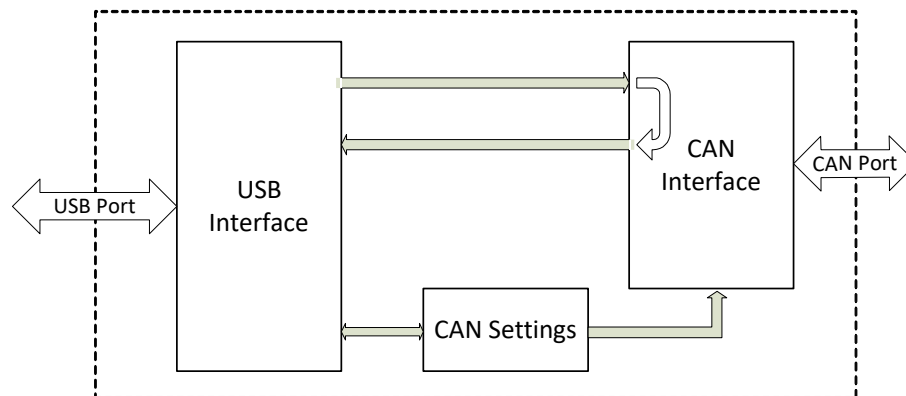 USB Port
USB
Interface
CAN
Interface
CAN Port
CAN Settings